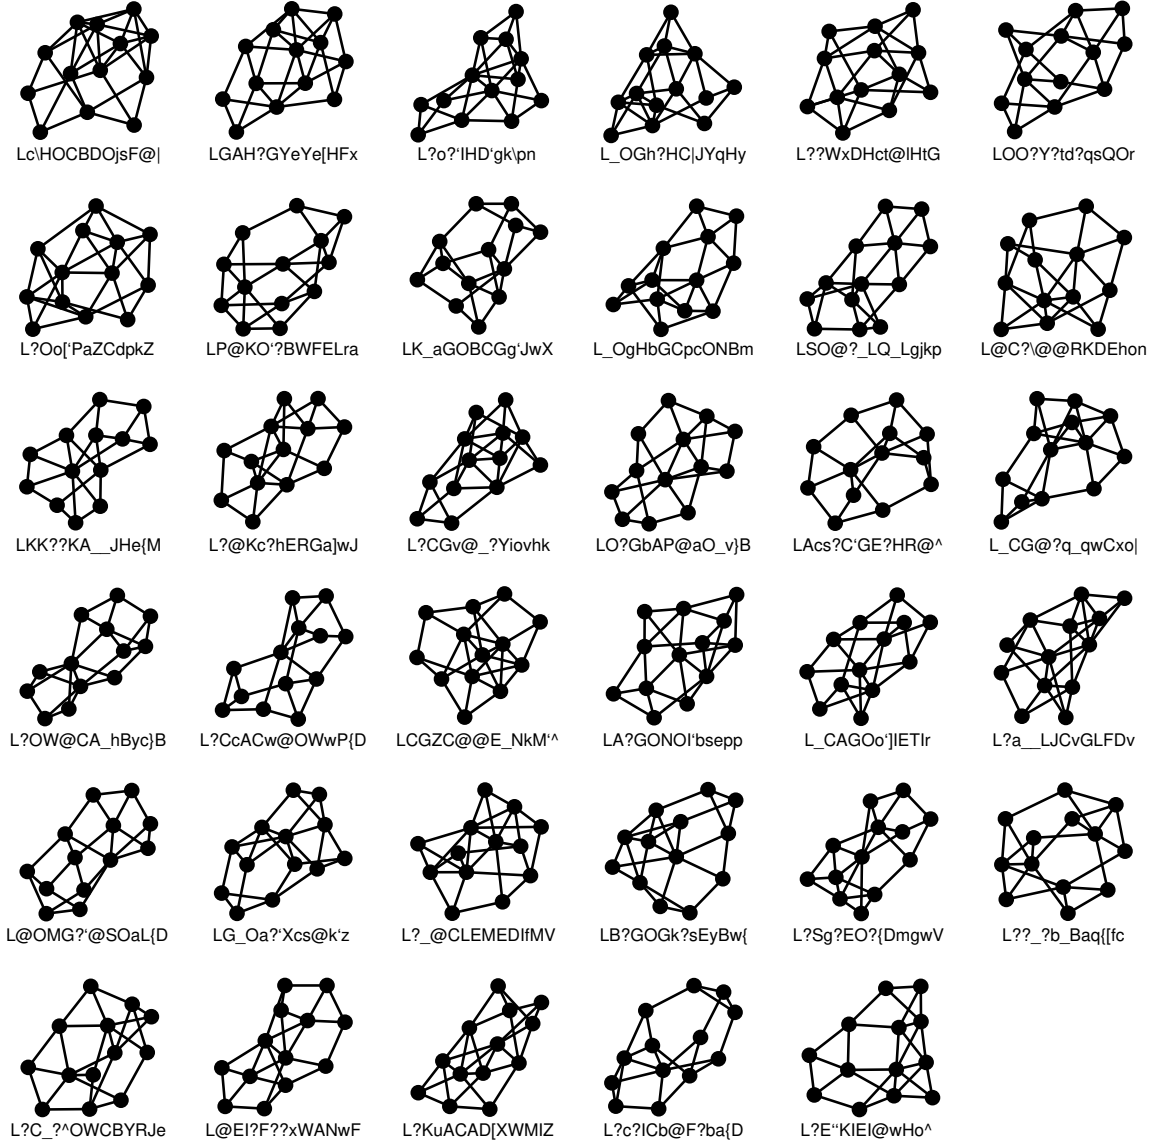 Lc\HOCBDOjsF@| LGAH?GYeYe[HFx L?o?‘IHD‘gk\pn L_OGh?HC|JYqHy L??WxDHct@lHtG LOO?Y?td?qsQOr
L?Oo[‘PaZCdpkZ LP@KO‘?BWFELra LK_aGOBCGg‘JwX L_OgHbGCpcONBm LSO@?_LQ_Lgjkp L@C?\@@RKDEhon
LKK??KA__JHe{M L?@Kc?hERGa]wJ L?CGv@_?Yiovhk LO?GbAP@aO_v}B LAcs?C‘GE?HR@^ L_CG@?q_qwCxo|
L?OW@CA_hByc}B L?CcACw@OWwP{D LCGZC@@E_NkM‘^ LA?GONOI‘bsepp L_CAGOo‘]IETIr L?a__LJCvGLFDv
L@OMG?‘@SOaL{D LG_Oa?‘Xcs@k‘z L?_@CLEMEDIfMV LB?GOGk?sEyBw{ L?Sg?EO?{DmgwV L??_?b_Baq{[fc
L?C_?^OWCBYRJe L@EI?F??xWANwF L?KuACAD[XWMIZ L?c?ICb@F?ba{D L?E‘‘KIEI@wHo^